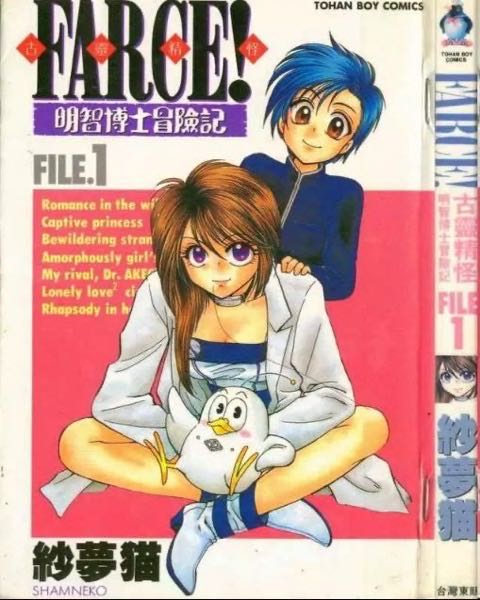 TOHAN BOY COMICS
FARCE!
古靈精怪
明智博士冒險記
FILE.1
Romance in the wi
Captive princess
Bewildering stran
Amorphously girl's
My rival, Dr. AKE
Lonely love² ci
Rhapsody in h
紗夢猫
SHAMNEKO
TOHAN BOY
COMICS
FARCE!
古靈精怪
明智博士冒險記
FILE
1
紗夢猫
台灣東販